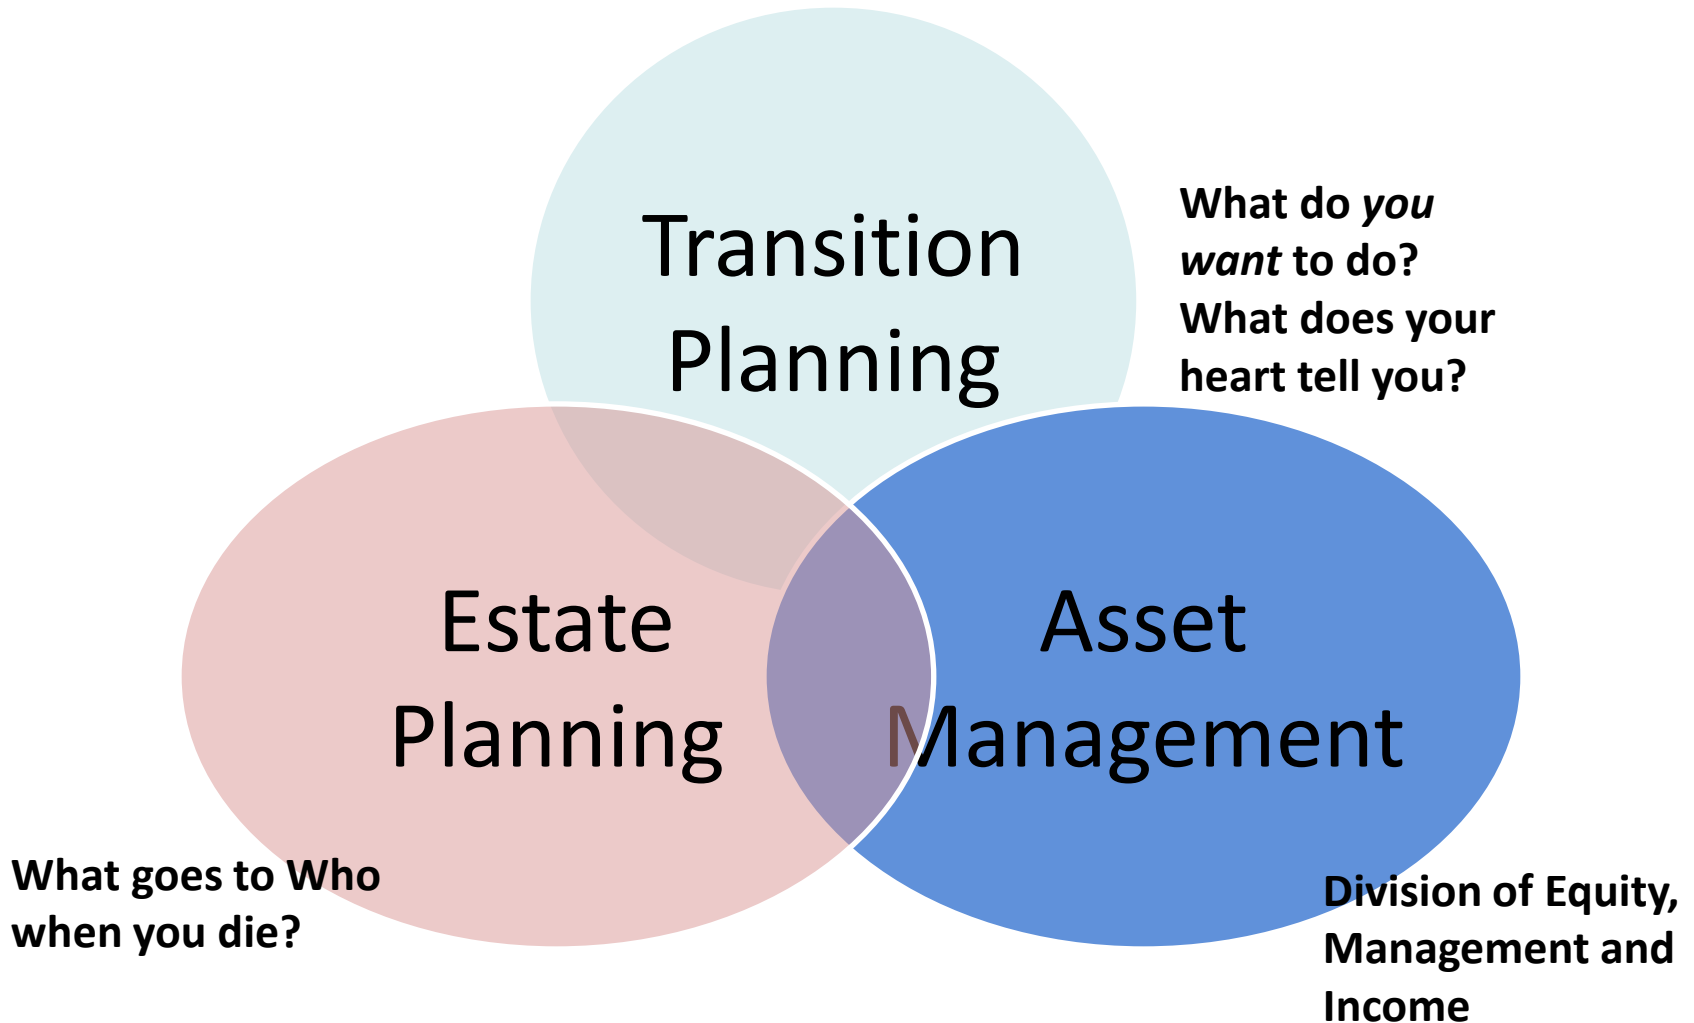 Transition
Planning
What do you
want to do?
What does your
heart tell you?
Estate
Planning
Asset
Management
What goes to Who
when you die?
Division of Equity,
Management and
Income